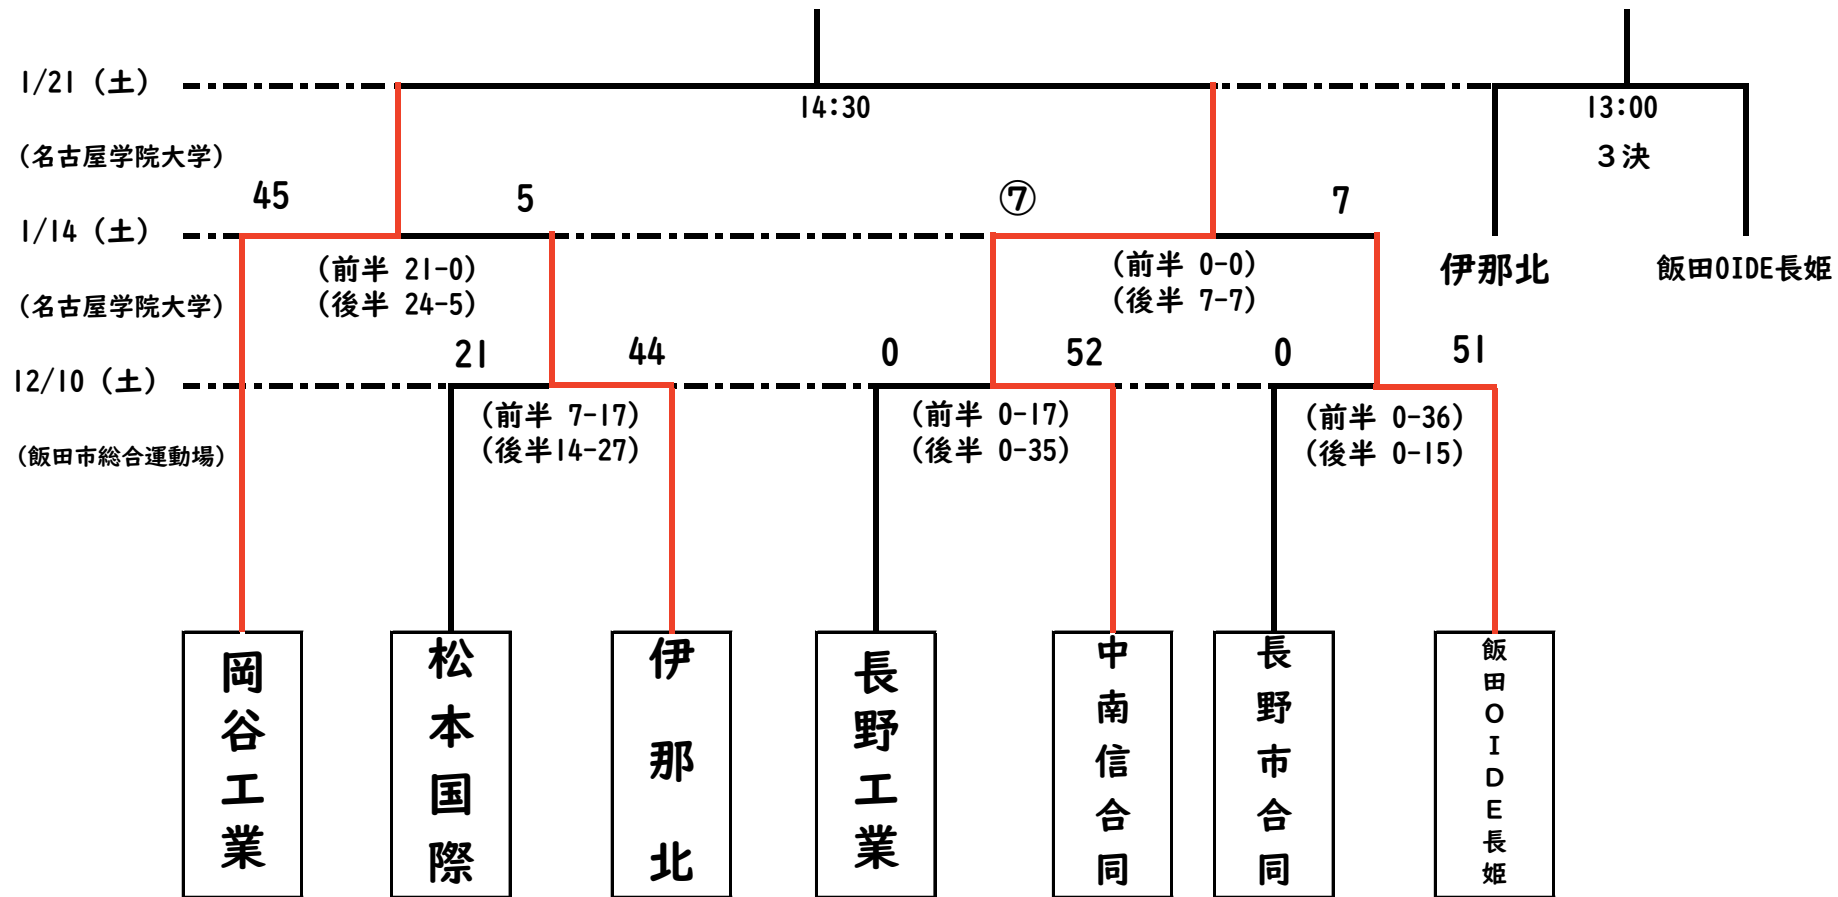 1/21（土）
14:30
13:00
（名古屋学院大学）
３決
45
5
⑦
7
1/14（土）
（前半 21-0）
（後半 24-5）
（前半 0-0）
（後半 7-7）
伊那北
飯田OIDE長姫
（名古屋学院大学）
21
44
0
52
0
51
12/10（土）
（前半 7-17）
（後半14-27）
（前半 0-17）
（後半 0-35）
（前半 0-36）
（後半 0-15）
（飯田市総合運動場）
岡谷工業
松本国際
伊那北
長野工業
中南信合同
長野市合同
飯田OIDE長姫